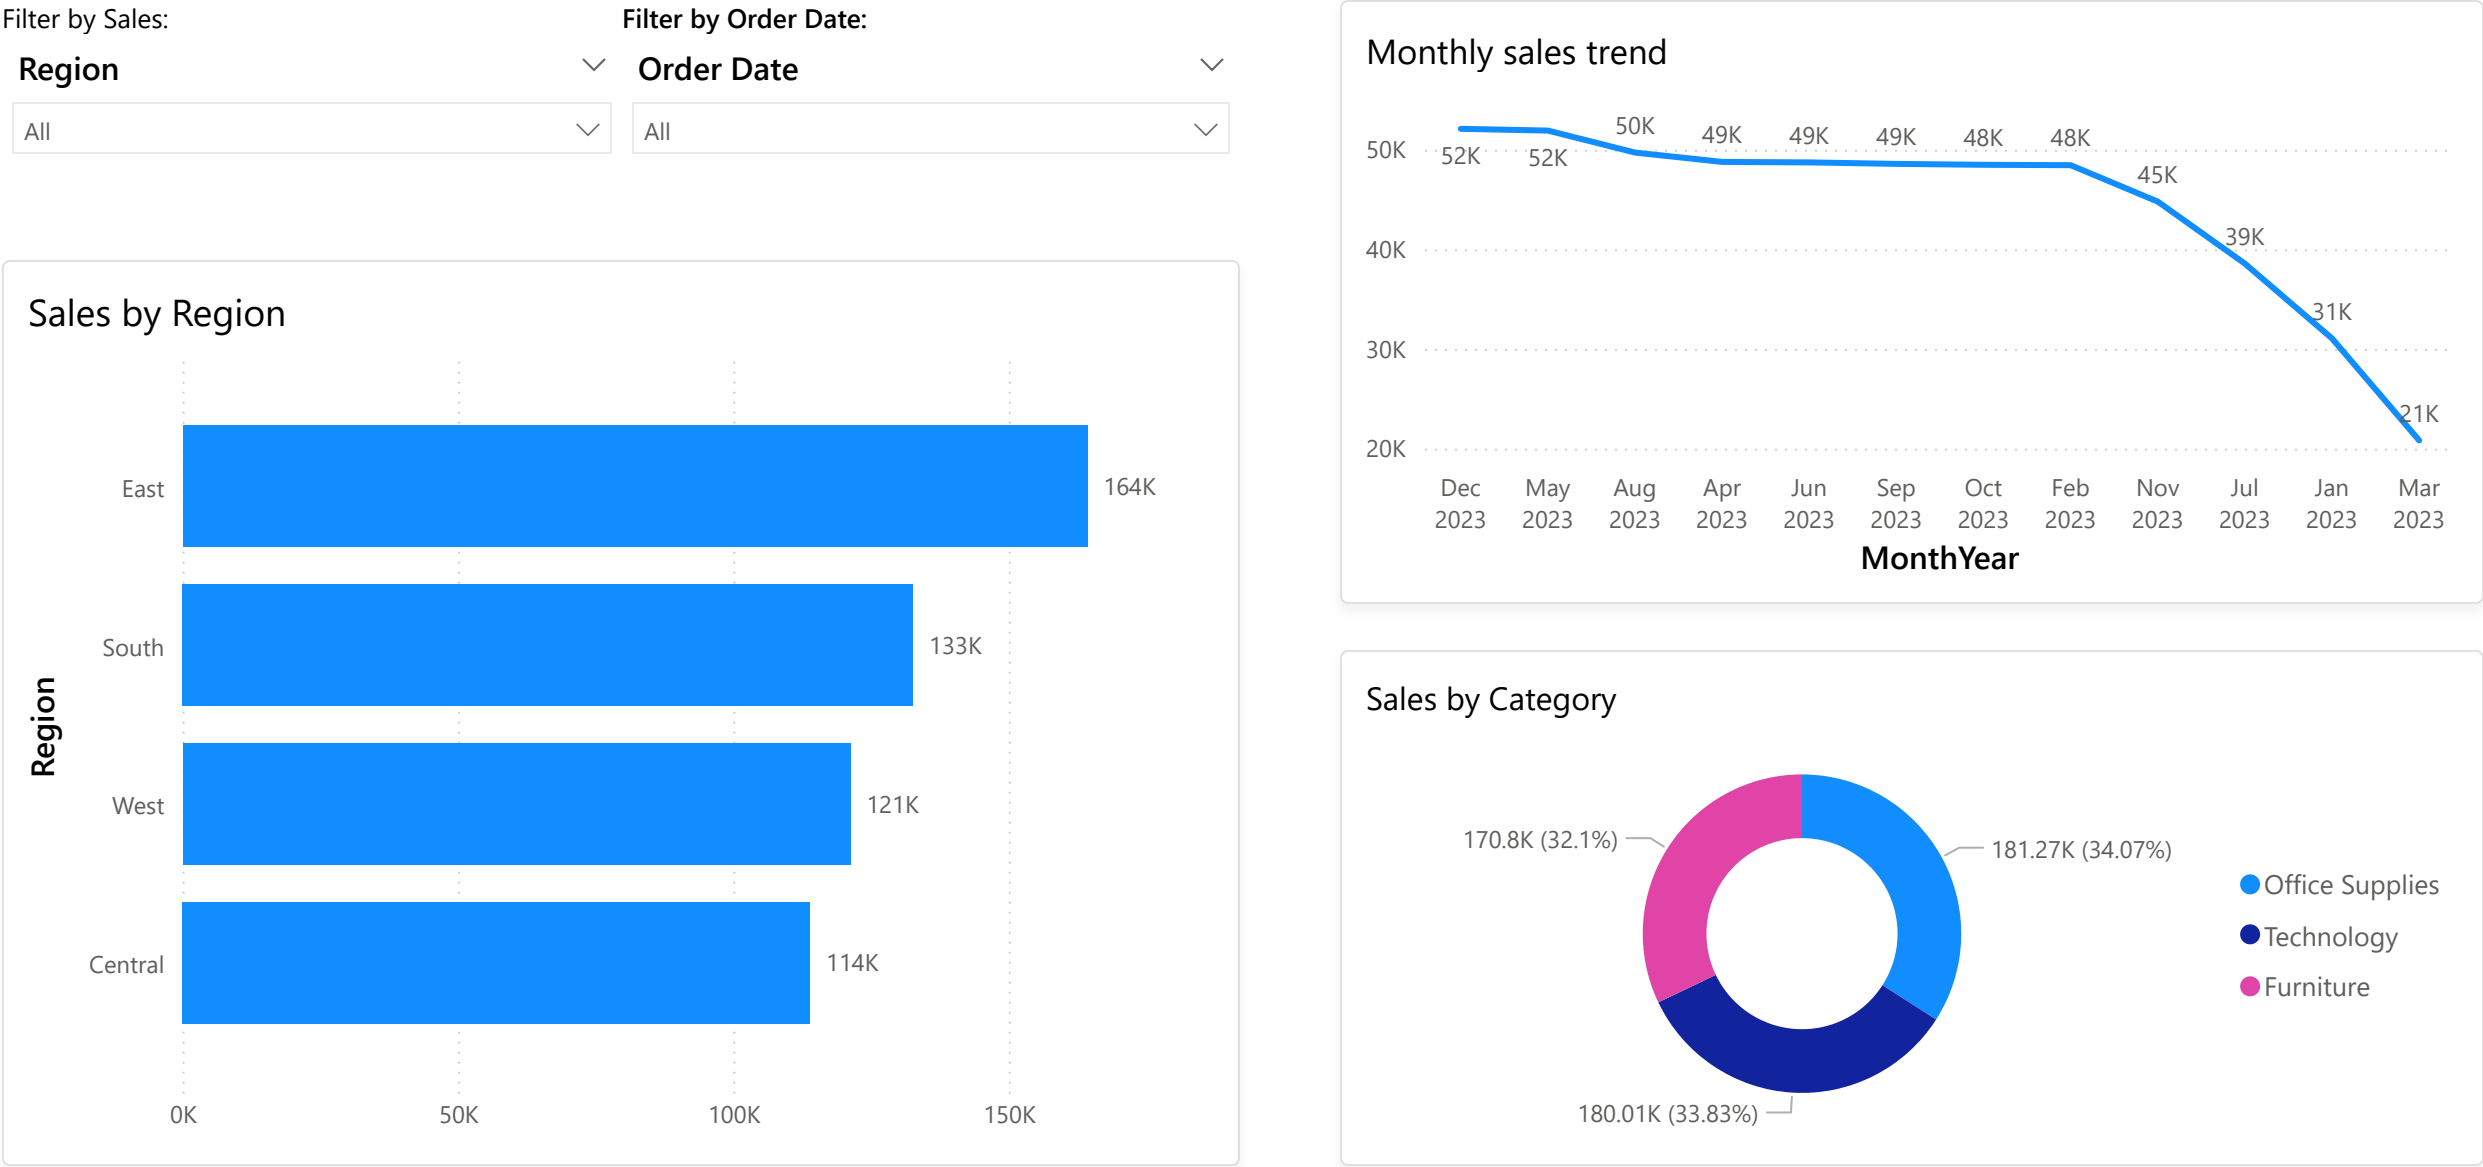 Filter by Sales:
Region
All
Filter by Order Date:
Order Date
All
Sales by Region
Region
East
164K
South
133K
West
121K
Central
114K
0K 50K 100K 150K
Monthly sales trend
50K
40K
30K
20K
52K 52K 50K 49K 49K 49K 48K 48K 45K 39K 31K 21K
Dec May Aug Apr Jun Sep Oct Feb Nov Jul Jan Mar
2023 2023 2023 2023 2023 2023 2023 2023 2023 2023 2023 2023
MonthYear
Sales by Category
170.8K (32.1%)
181.27K (34.07%)
180.01K (33.83%)
Office Supplies
Technology
Furniture